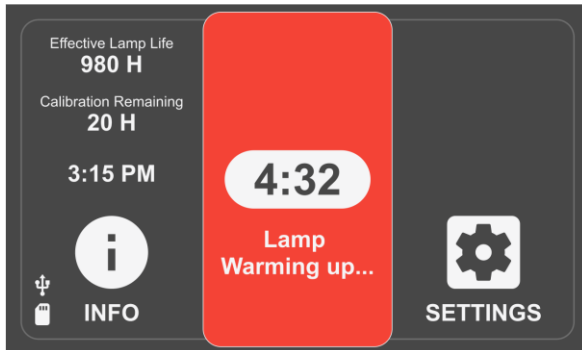 Effective Lamp Life
980 H
Calibration Remaining
20 H
3:15 PM
i
INFO
4:32
Lamp
Warming up...
SETTINGS